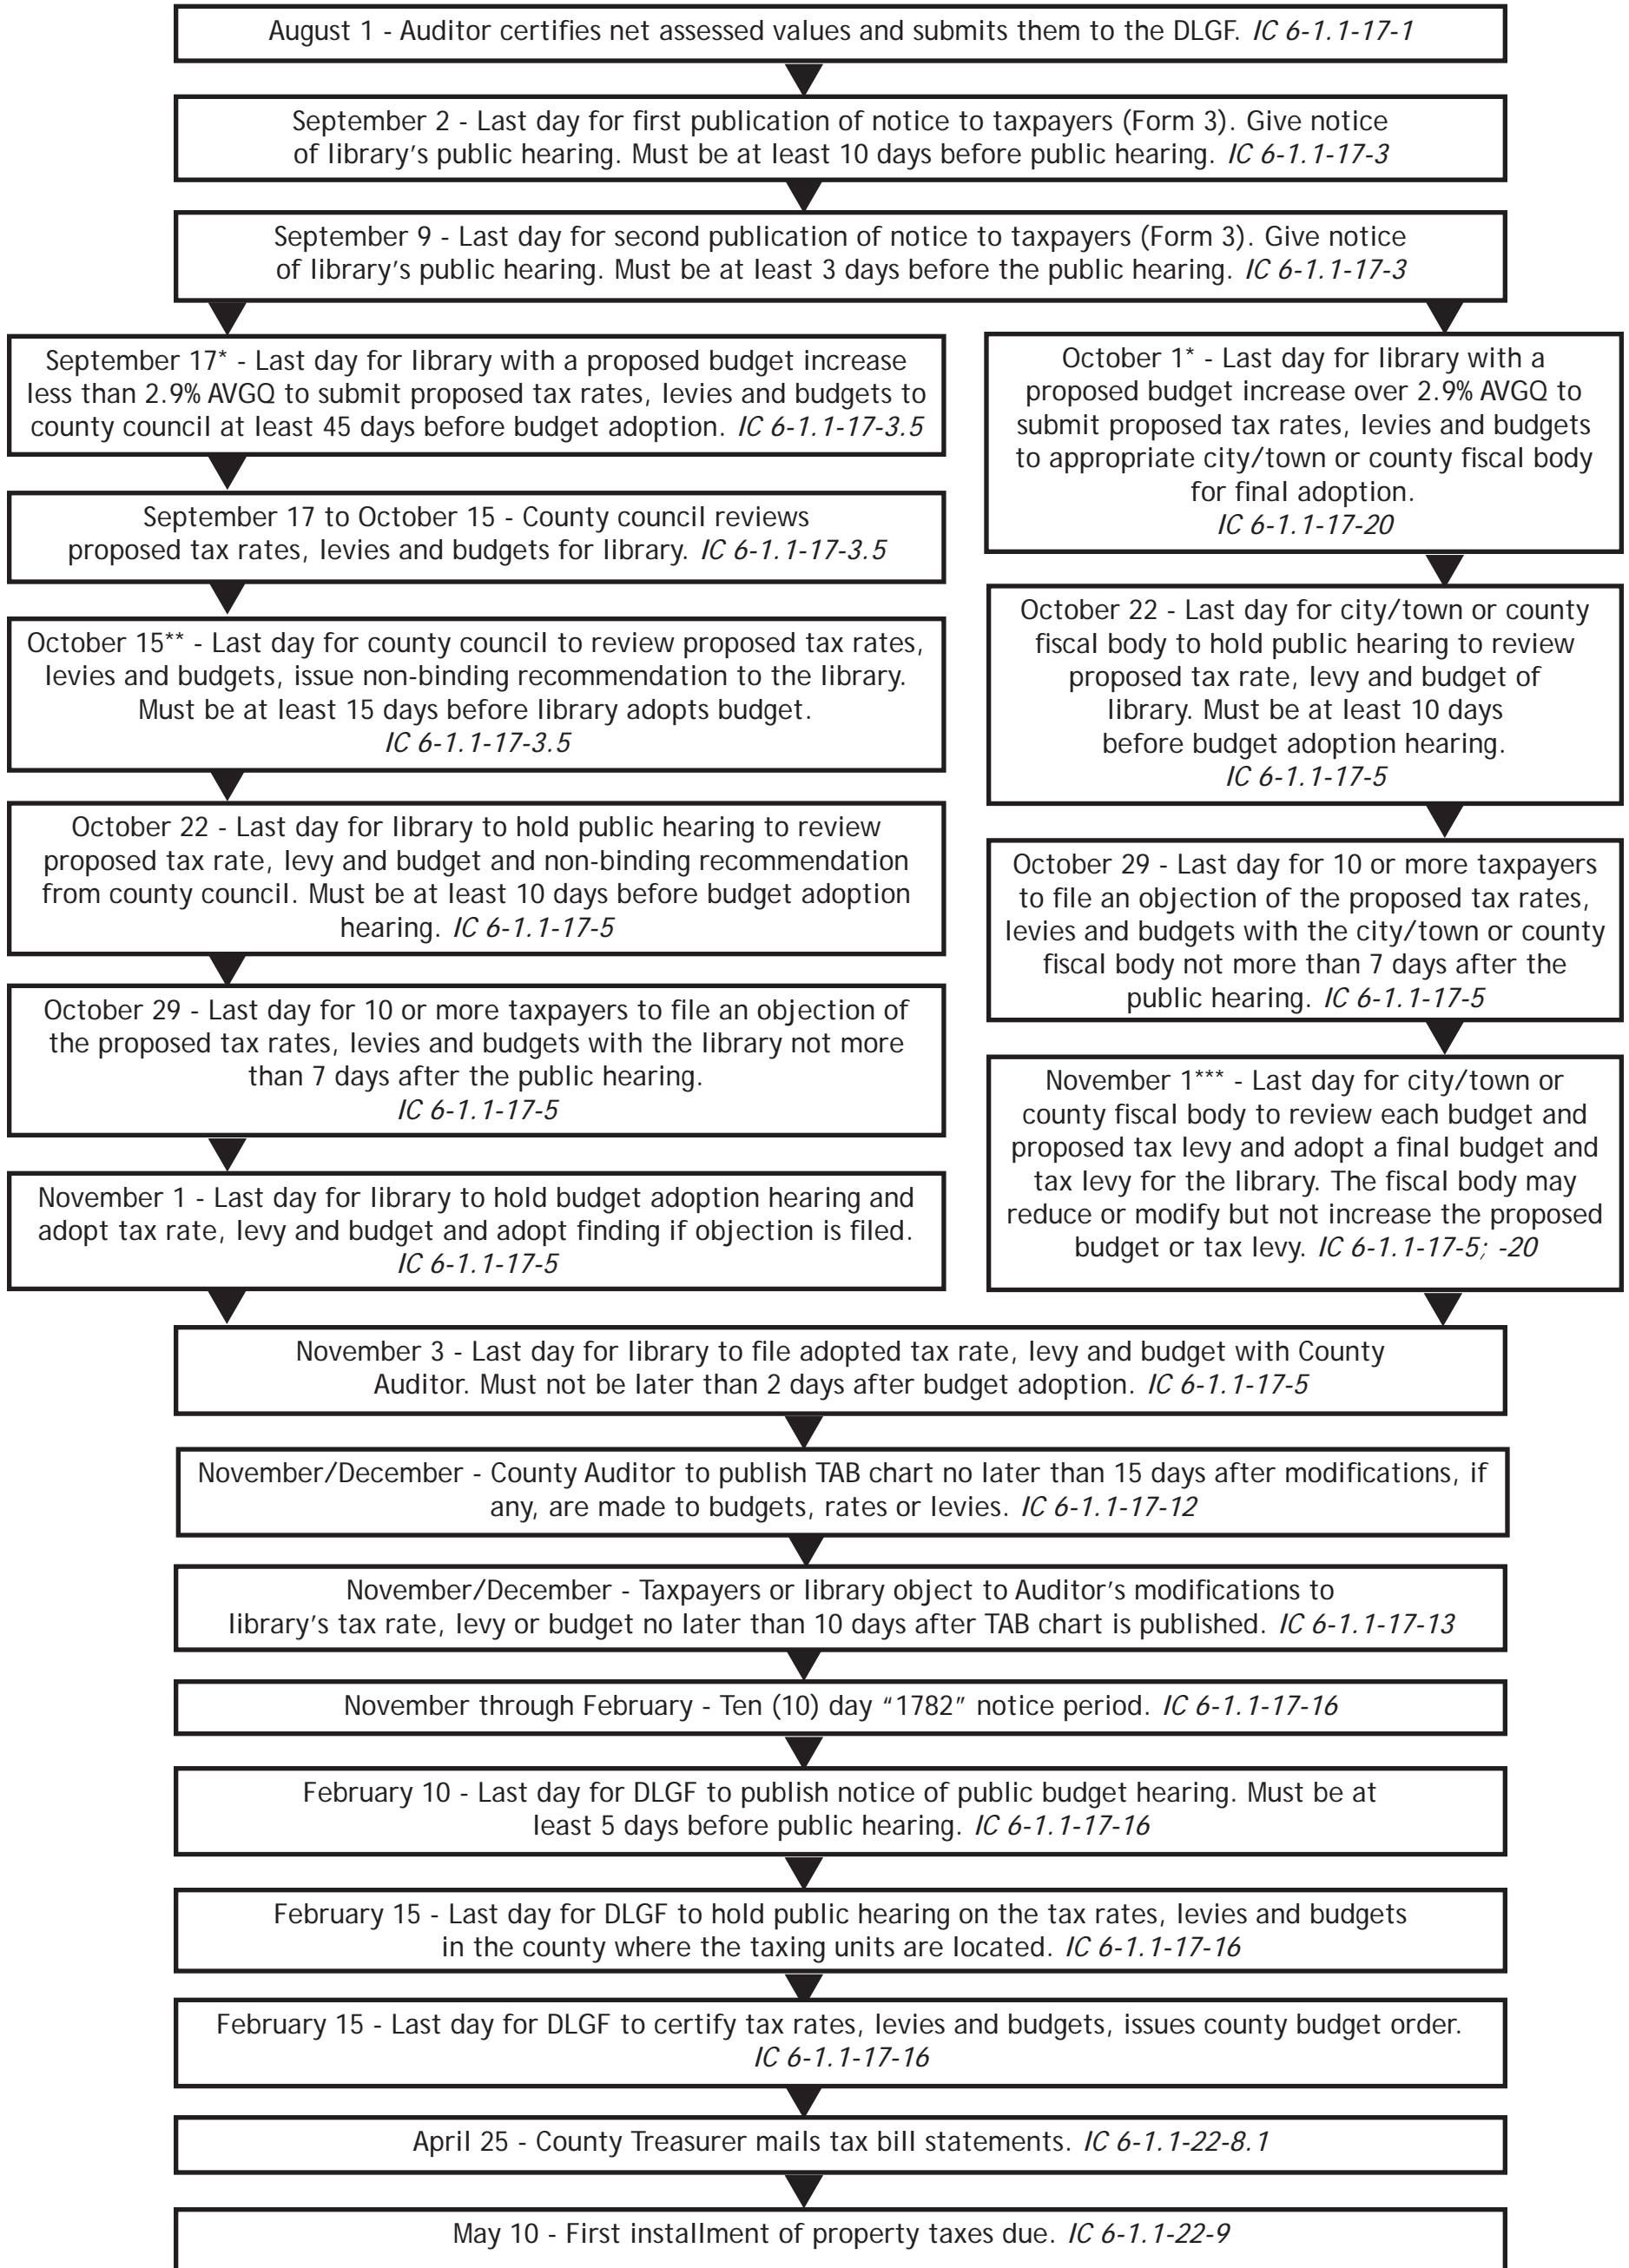 August 1 - Auditor certifies net assessed values and submits them to the DLGF. IC 6-1.1-17-1
September 2 - Last day for first publication of notice to taxpayers (Form 3). Give notice
of library's public hearing. Must be at least 10 days before public hearing. IC 6-1.1-17-3
September 9 - Last day for second publication of notice to taxpayers (Form 3). Give notice
of library's public hearing. Must be at least 3 days before the public hearing. IC 6-1.1-17-3
September 17* - Last day for library with a proposed budget increase
less than 2.9% AVGQ to submit proposed tax rates, levies and budgets to
county council at least 45 days before budget adoption. IC 6-1.1-17-3.5
September 17 to October 15 - County council reviews
proposed tax rates, levies and budgets for library. IC 6-1.1-17-3.5
October 15** - Last day for county council to review proposed tax rates,
levies and budgets, issue non-binding recommendation to the library.
Must be at least 15 days before library adopts budget.
IC 6-1.1-17-3.5
October 22 - Last day for library to hold public hearing to review
proposed tax rate, levy and budget and non-binding recommendation
from county council. Must be at least 10 days before budget adoption
hearing. IC 6-1.1-17-5
October 29 - Last day for 10 or more taxpayers to file an objection of
the proposed tax rates, levies and budgets with the library not more
than 7 days after the public hearing.
IC 6-1.1-17-5
November 1 - Last day for library to hold budget adoption hearing and
adopt tax rate, levy and budget and adopt finding if objection is filed.
IC 6-1.1-17-5
October 1* - Last day for library with a
proposed budget increase over 2.9% AVGQ to
submit proposed tax rates, levies and budgets
to appropriate city/town or county fiscal body
for final adoption.
IC 6-1.1-17-20
October 22 - Last day for city/town or county
fiscal body to hold public hearing to review
proposed tax rate, levy and budget of
library. Must be at least 10 days
before budget adoption hearing.
IC 6-1.1-17-5
October 29 - Last day for 10 or more taxpayers
to file an objection of the proposed tax rates,
levies and budgets with the city/town or county
fiscal body not more than 7 days after the
public hearing. IC 6-1.1-17-5
November 1*** - Last day for city/town or
county fiscal body to review each budget and
proposed tax levy and adopt a final budget and
tax levy for the library. The fiscal body may
reduce or modify but not increase the proposed
budget or tax levy. IC 6-1.1-17-5; -20
November 3 - Last day for library to file adopted tax rate, levy and budget with County
Auditor. Must not be later than 2 days after budget adoption. IC 6-1.1-17-5
November/December - County Auditor to publish TAB chart no later than 15 days after modifications, if
any, are made to budgets, rates or levies. IC 6-1.1-17-12
November/December - Taxpayers or library object to Auditor's modifications to
library's tax rate, levy or budget no later than 10 days after TAB chart is published. IC 6-1.1-17-13
November through February - Ten (10) day "1782" notice period. IC 6-1.1-17-16
February 10 - Last day for DLGF to publish notice of public budget hearing. Must be at
least 5 days before public hearing. IC 6-1.1-17-16
February 15 - Last day for DLGF to hold public hearing on the tax rates, levies and budgets
in the county where the taxing units are located. IC 6-1.1-17-16
February 15 - Last day for DLGF to certify tax rates, levies and budgets, issues county budget order.
IC 6-1.1-17-16
April 25 - County Treasurer mails tax bill statements. IC 6-1.1-22-8.1
May 10 - First installment of property taxes due. IC 6-1.1-22-9